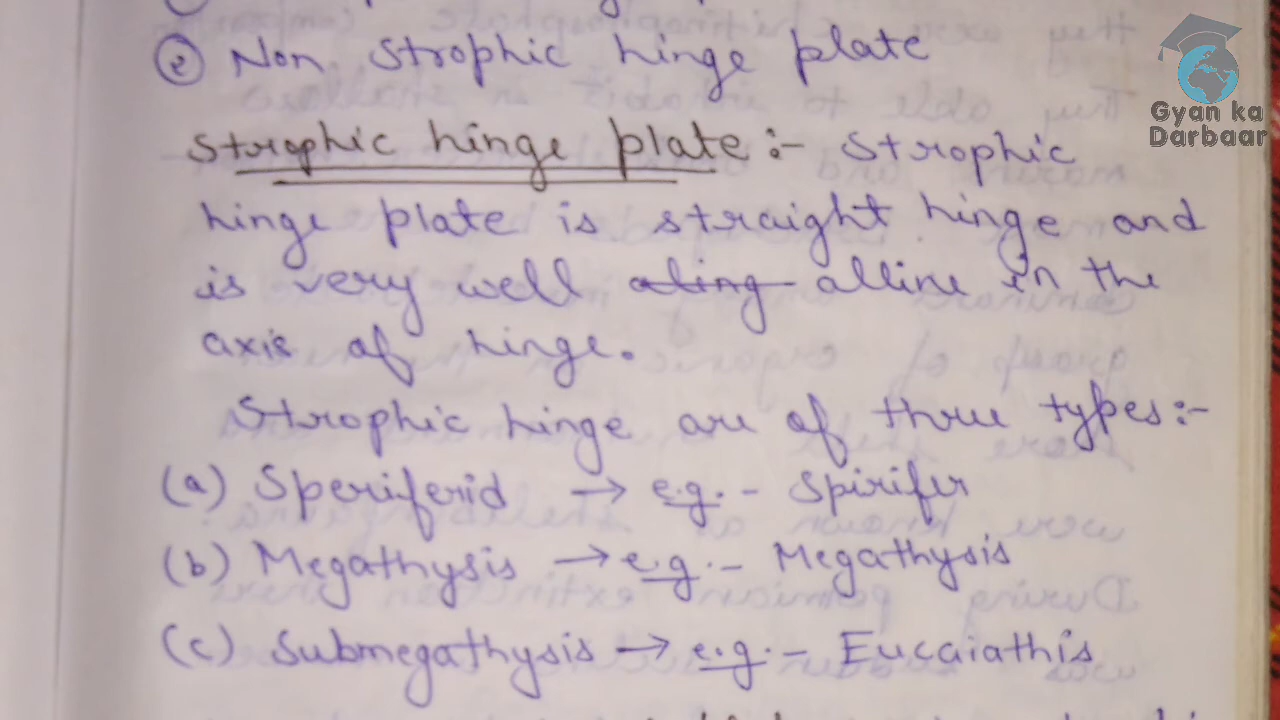 ② Non strophic hinge plate
Gyan ka
Darbaar
Strophic hinge plate :- Strophic
hinge plate is straight hinge and
is very well aling alline in the
axis of hinge.
Strophic hinge are of three types :-
(a) Speriferid → e.g. - Spirifer
(b) Megathysis → e.g. - Megathysis
(c) Submegathysis → e.g. - Eucaiathis